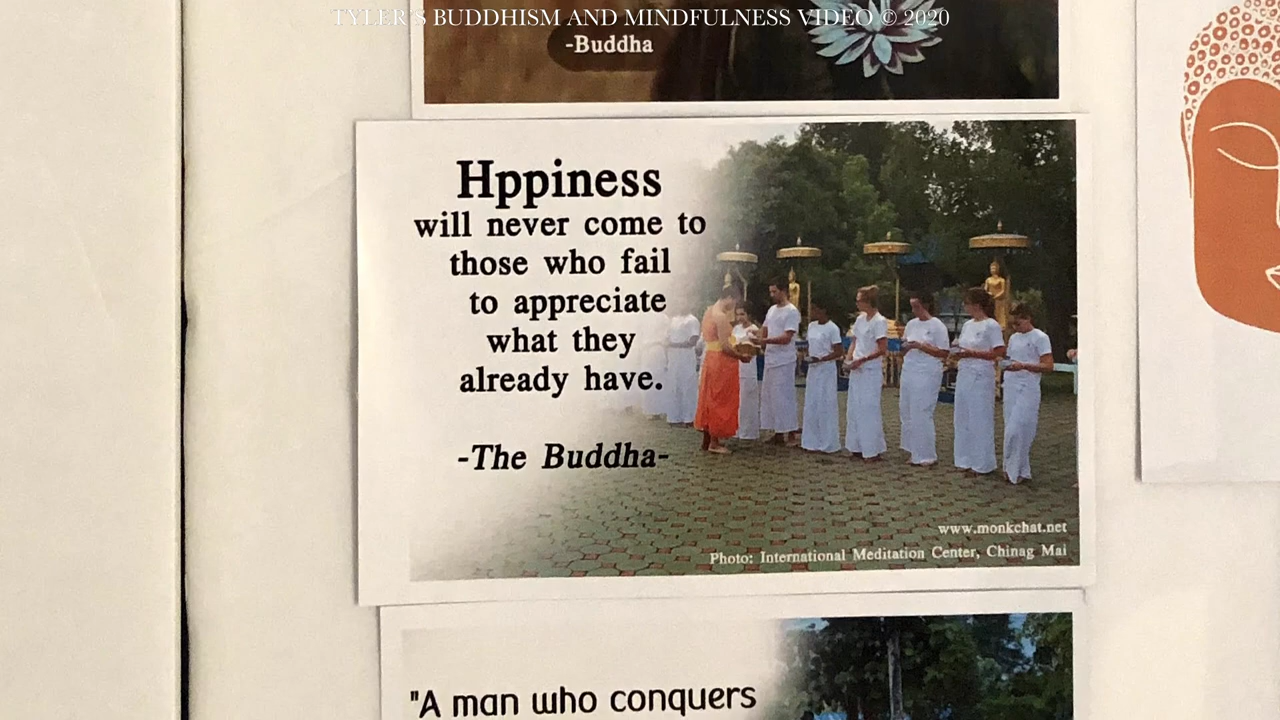 TYLER'S BUDDHISM AND MINDFULNESS VIDEO © 2020
-Buddha
Hppiness
will never come to
those who fail
to appreciate
what they
already have.
-The Buddha-
www.monkchat.net
Photo: International Meditation Center, Chinag Mai
"A man who conquers